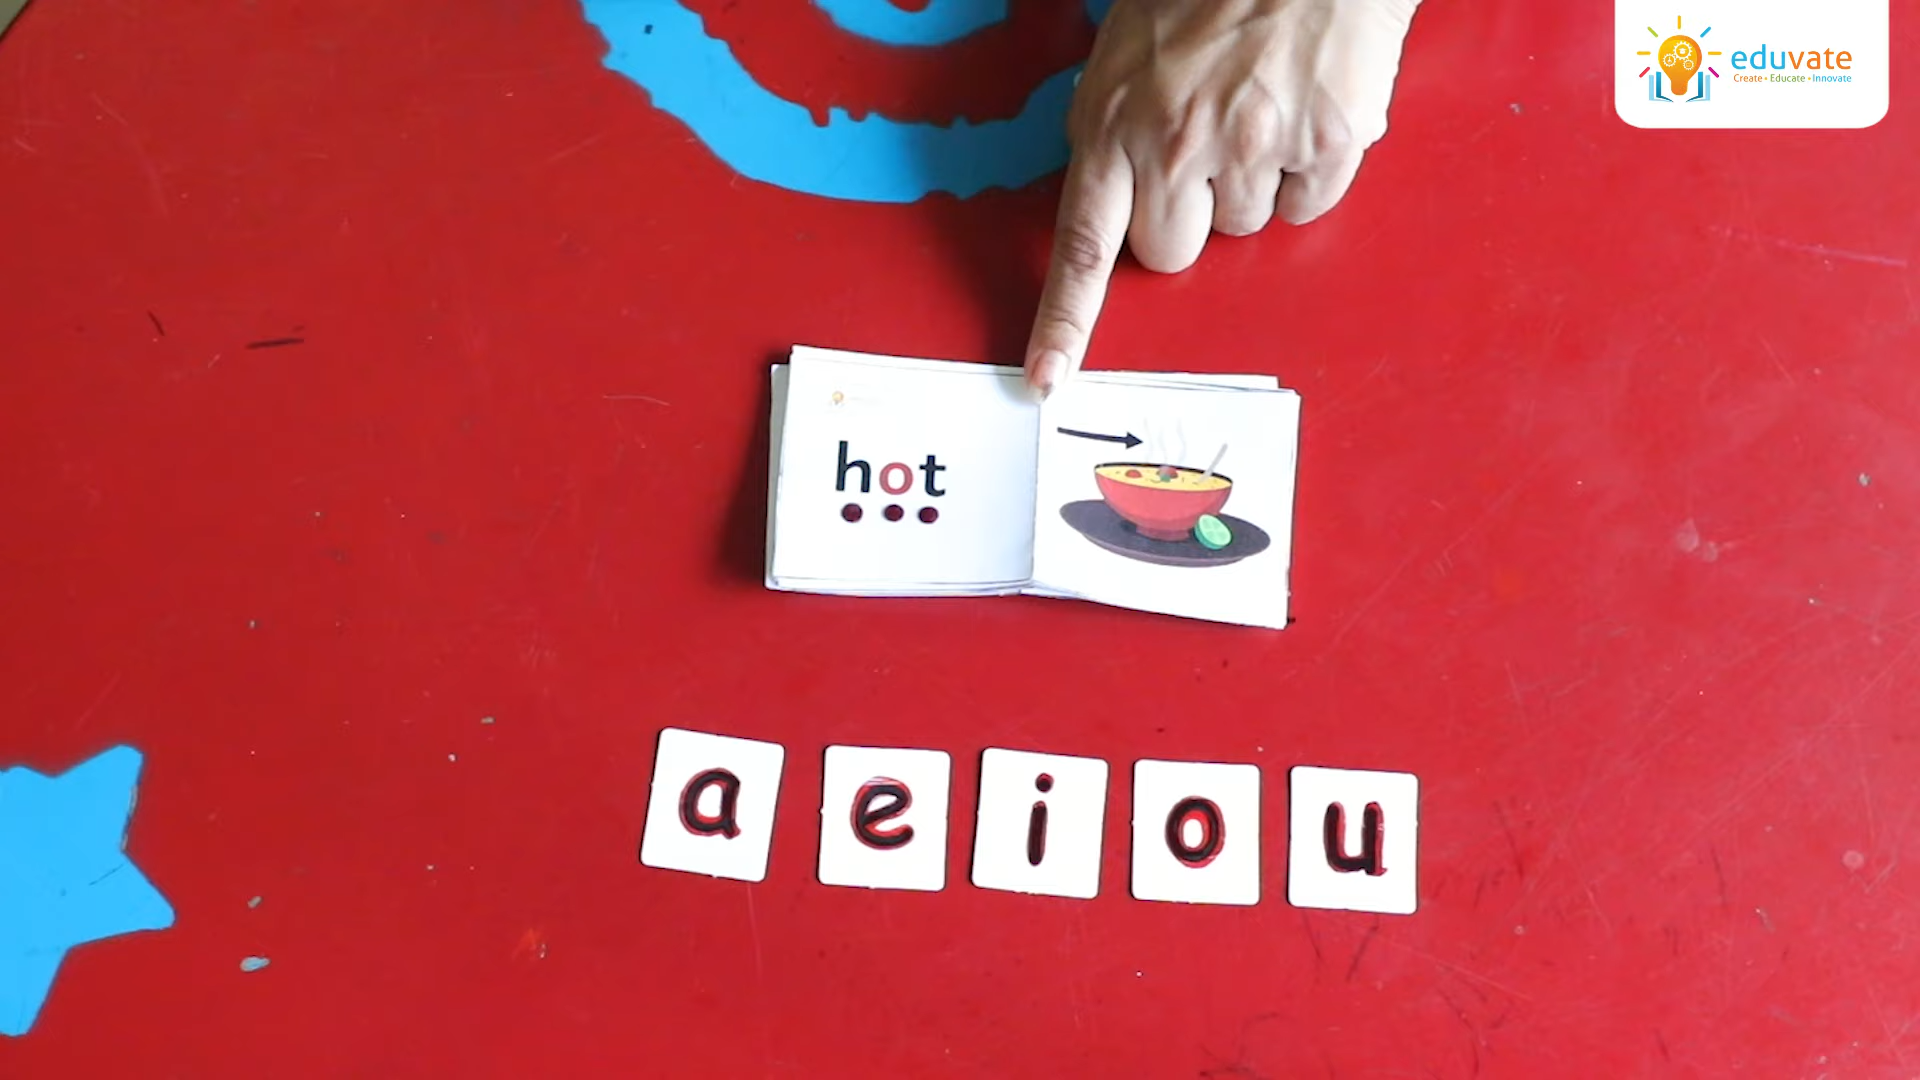 eduvate
Create • Educate • Innovate
hot
a e i o u